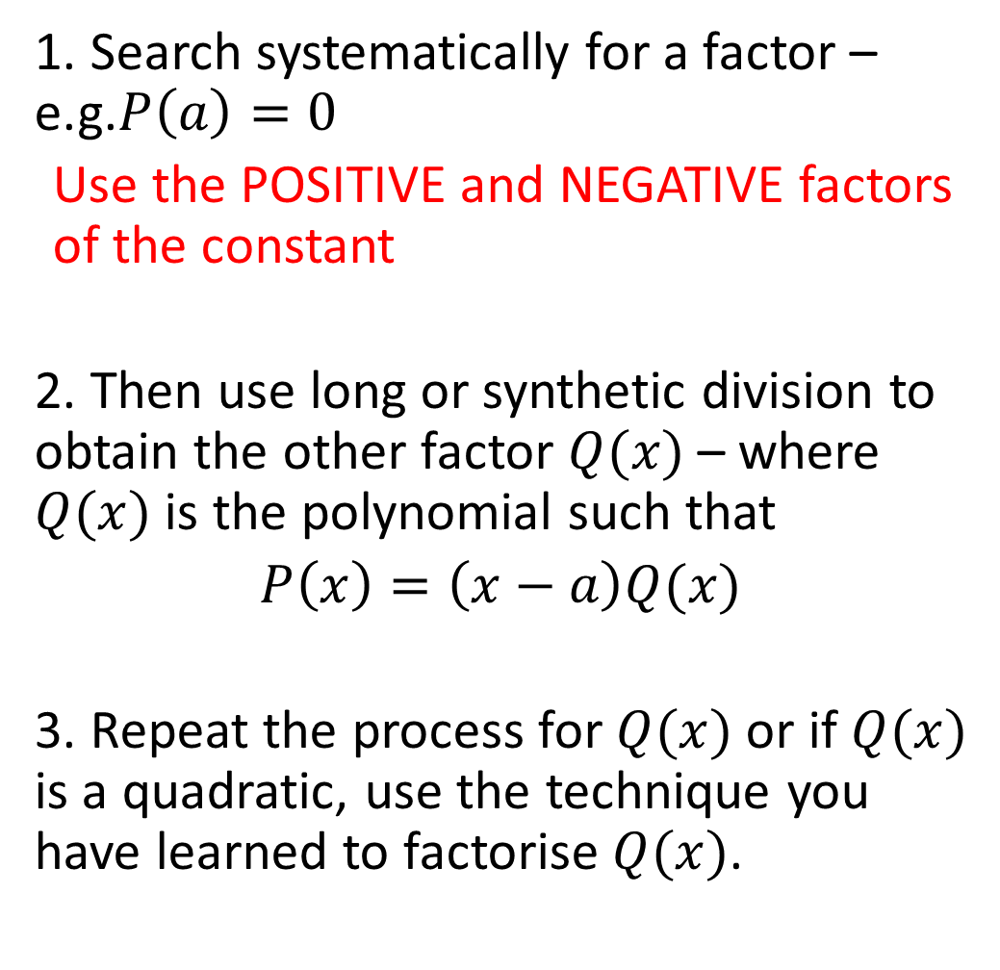 1. Search systematically for a factor –
e.g.P(a) = 0
Use the POSITIVE and NEGATIVE factors
of the constant
2. Then use long or synthetic division to
obtain the other factor Q(x) – where
Q(x) is the polynomial such that
P(x) = (x − a)Q(x)
3. Repeat the process for Q(x) or if Q(x)
is a quadratic, use the technique you
have learned to factorise Q(x).